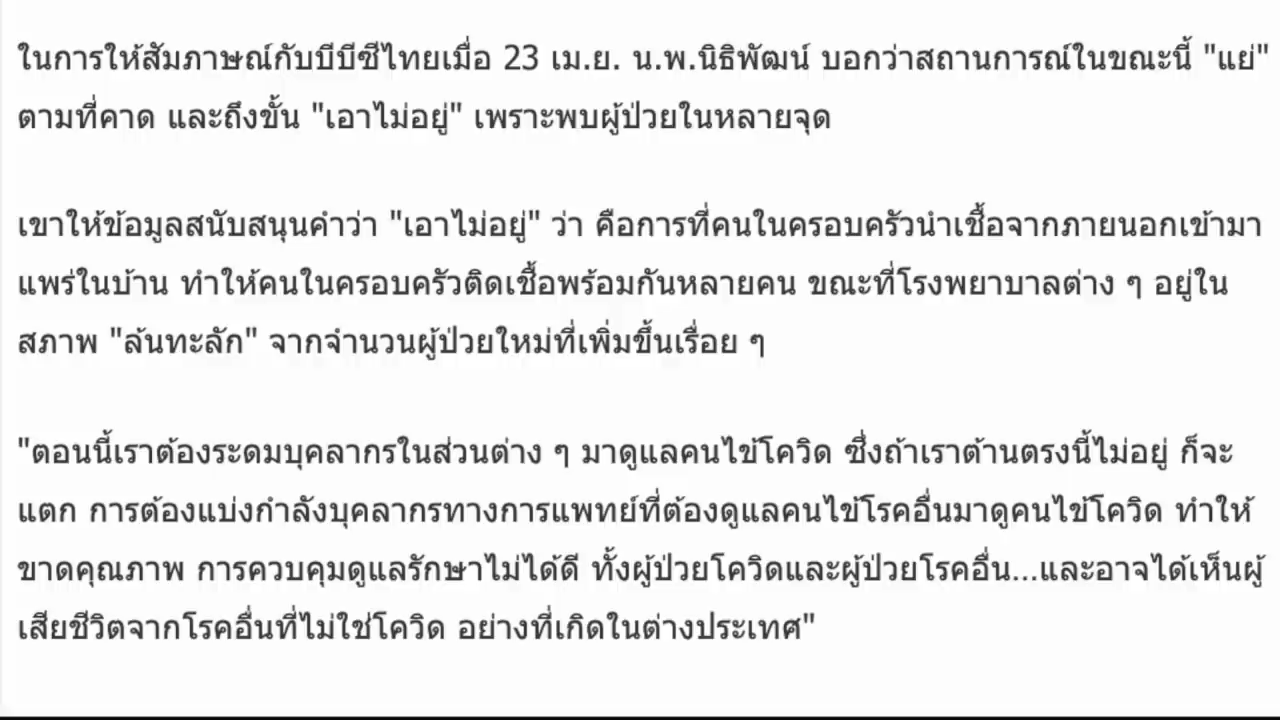 ในการให้สัมภาษณ์กับบีบีซีไทยเมื่อ 23 เม.ย. น.พ.นิธิพัฒน์ บอกว่าสถานการณ์ในขณะนี้ "แย่"
ตามที่คาด และถึงขั้น "เอาไม่อยู่" เพราะพบผู้ป่วยในหลายจุด
เขาให้ข้อมูลสนับสนุนคำว่า "เอาไม่อยู่" ว่า คือการที่คนในครอบครัวนำเชื้อจากภายนอกเข้ามา
แพร่ในบ้าน ทำให้คนในครอบครัวติดเชื้อพร้อมกันหลายคน ขณะที่โรงพยาบาลต่าง ๆ อยู่ใน
สภาพ "ล้นทะลัก" จากจำนวนผู้ป่วยใหม่ที่เพิ่มขึ้นเรื่อย ๆ
"ตอนนี้เราต้องระดมบุคลากรในส่วนต่าง ๆ มาดูแลคนไข้โควิด ซึ่งถ้าเราต้านตรงนี้ไม่อยู่ ก็จะ
แตก การต้องแบ่งกำลังบุคลากรทางการแพทย์ที่ต้องดูแลคนไข้โรคอื่นมาดูคนไข้โควิด ทำให้
ขาดคุณภาพ การควบคุมดูแลรักษาไม่ได้ดี ทั้งผู้ป่วยโควิดและผู้ป่วยโรคอื่น...และอาจได้เห็นผู้
เสียชีวิตจากโรคอื่นที่ไม่ใช่โควิด อย่างที่เกิดในต่างประเทศ"